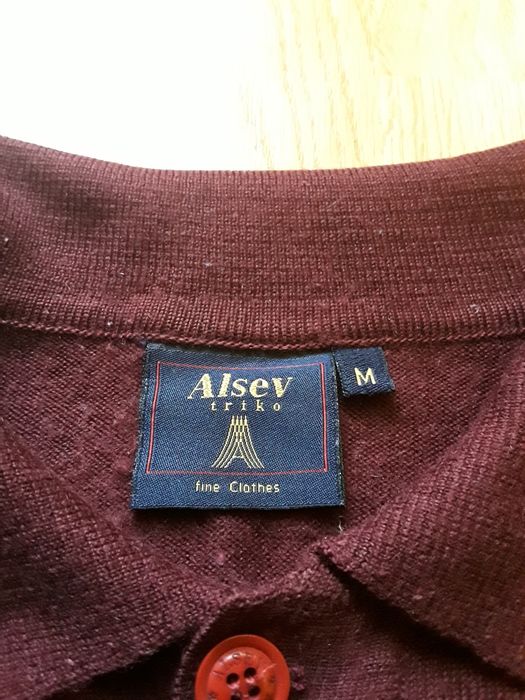 Alsev
triko
fine Clothes
M